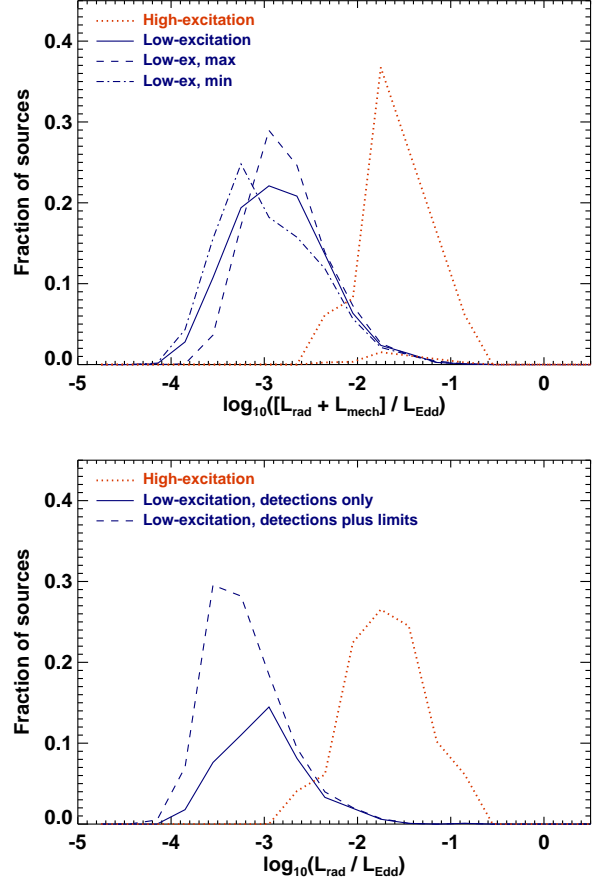 High-excitation
Low-excitation
Low-ex, max
Low-ex, min
0.4
0.3
0.2
0.1
0.0
Fraction of sources
-5 -4 -3 -2 -1 0
log10([Lrad + Lmech] / LEdd)
High-excitation
Low-excitation, detections only
Low-excitation, detections plus limits
0.4
0.3
0.2
0.1
0.0
Fraction of sources
-5 -4 -3 -2 -1 0
log10(Lrad / LEdd)